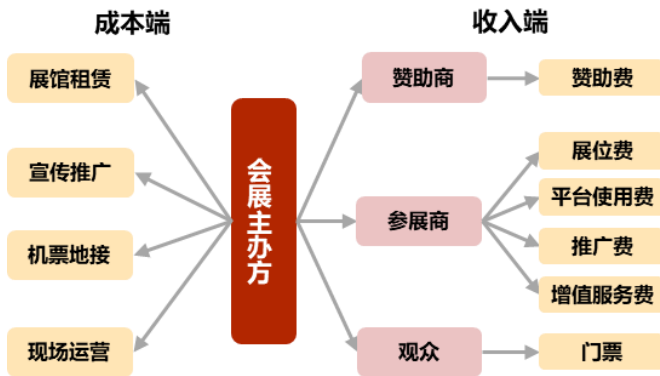 成本端
收入端
展馆租赁
宣传推广
机票地接
现场运营
会展主办方
赞助商
赞助费
参展商
展位费
平台使用费
推广费
增值服务费
观众
门票